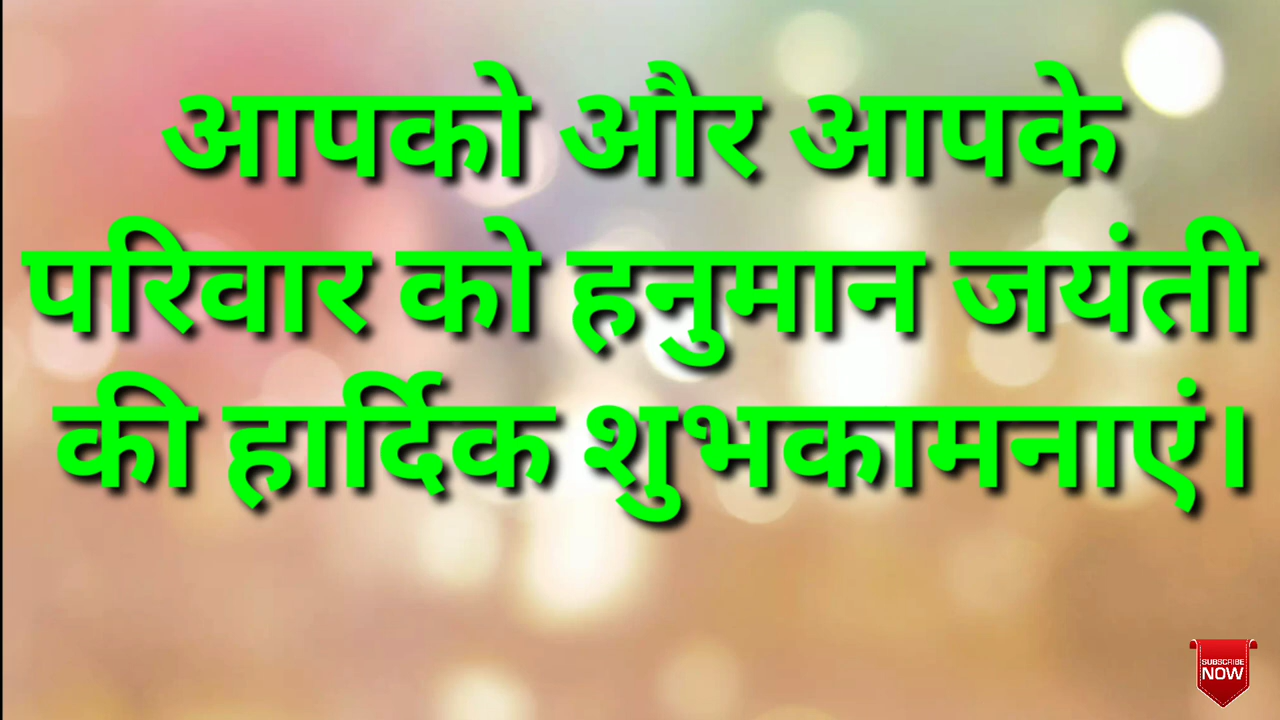 आपको और आपके
परिवार को हनुमान जयंती
की हार्दिक शुभकामनाएं।
SUBSCRIBE
NOW